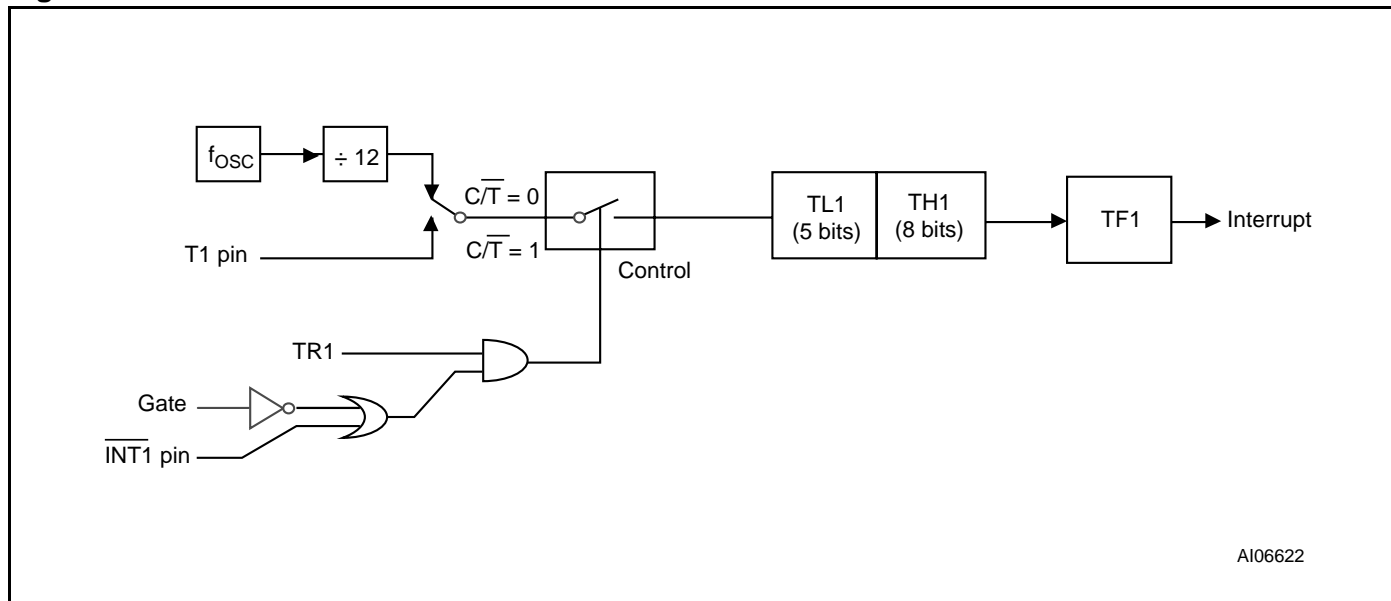 fOSC
÷ 12
C/T̅ = 0
TL1
(5 bits)
TH1
(8 bits)
TF1
Interrupt
T1 pin
C/T̅ = 1
Control
TR1
Gate
I̅N̅T̅1̅ pin
AI06622